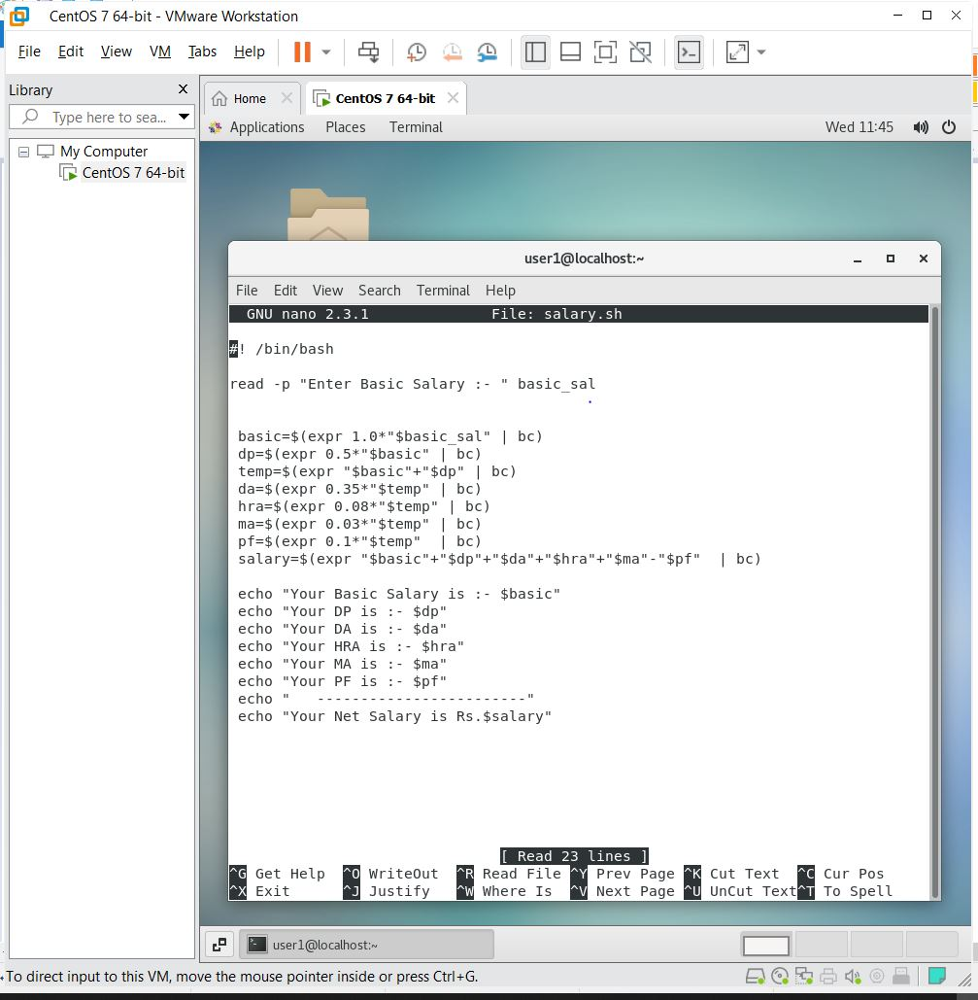 CentOS 7 64-bit - VMware Workstation
File Edit View VM Tabs Help
Library
Type here to sea...
My Computer
CentOS 7 64-bit
Home
CentOS 7 64-bit
Applications Places Terminal Wed 11:45
user1@localhost:~
File Edit View Search Terminal Help
GNU nano 2.3.1 File: salary.sh
#! /bin/bash
read -p "Enter Basic Salary :- " basic_sal
basic=$(expr 1.0*"$basic_sal" | bc)
dp=$(expr 0.5*"$basic" | bc)
temp=$(expr "$basic"+"$dp" | bc)
da=$(expr 0.35*"$temp" | bc)
hra=$(expr 0.08*"$temp" | bc)
ma=$(expr 0.03*"$temp" | bc)
pf=$(expr 0.1*"$temp"  | bc)
salary=$(expr "$basic"+"$dp"+"$da"+"$hra"+"$ma"-"$pf"  | bc)
echo "Your Basic Salary is :- $basic"
echo "Your DP is :- $dp"
echo "Your DA is :- $da"
echo "Your HRA is :- $hra"
echo "Your MA is :- $ma"
echo "Your PF is :- $pf"
echo "   ------------------------"
echo "Your Net Salary is Rs.$salary"
[ Read 23 lines ]
^G Get Help ^O WriteOut ^R Read File ^Y Prev Page ^K Cut Text ^C Cur Pos
^X Exit ^J Justify ^W Where Is ^V Next Page ^U UnCut Text ^T To Spell
user1@localhost:~
To direct input to this VM, move the mouse pointer inside or press Ctrl+G.